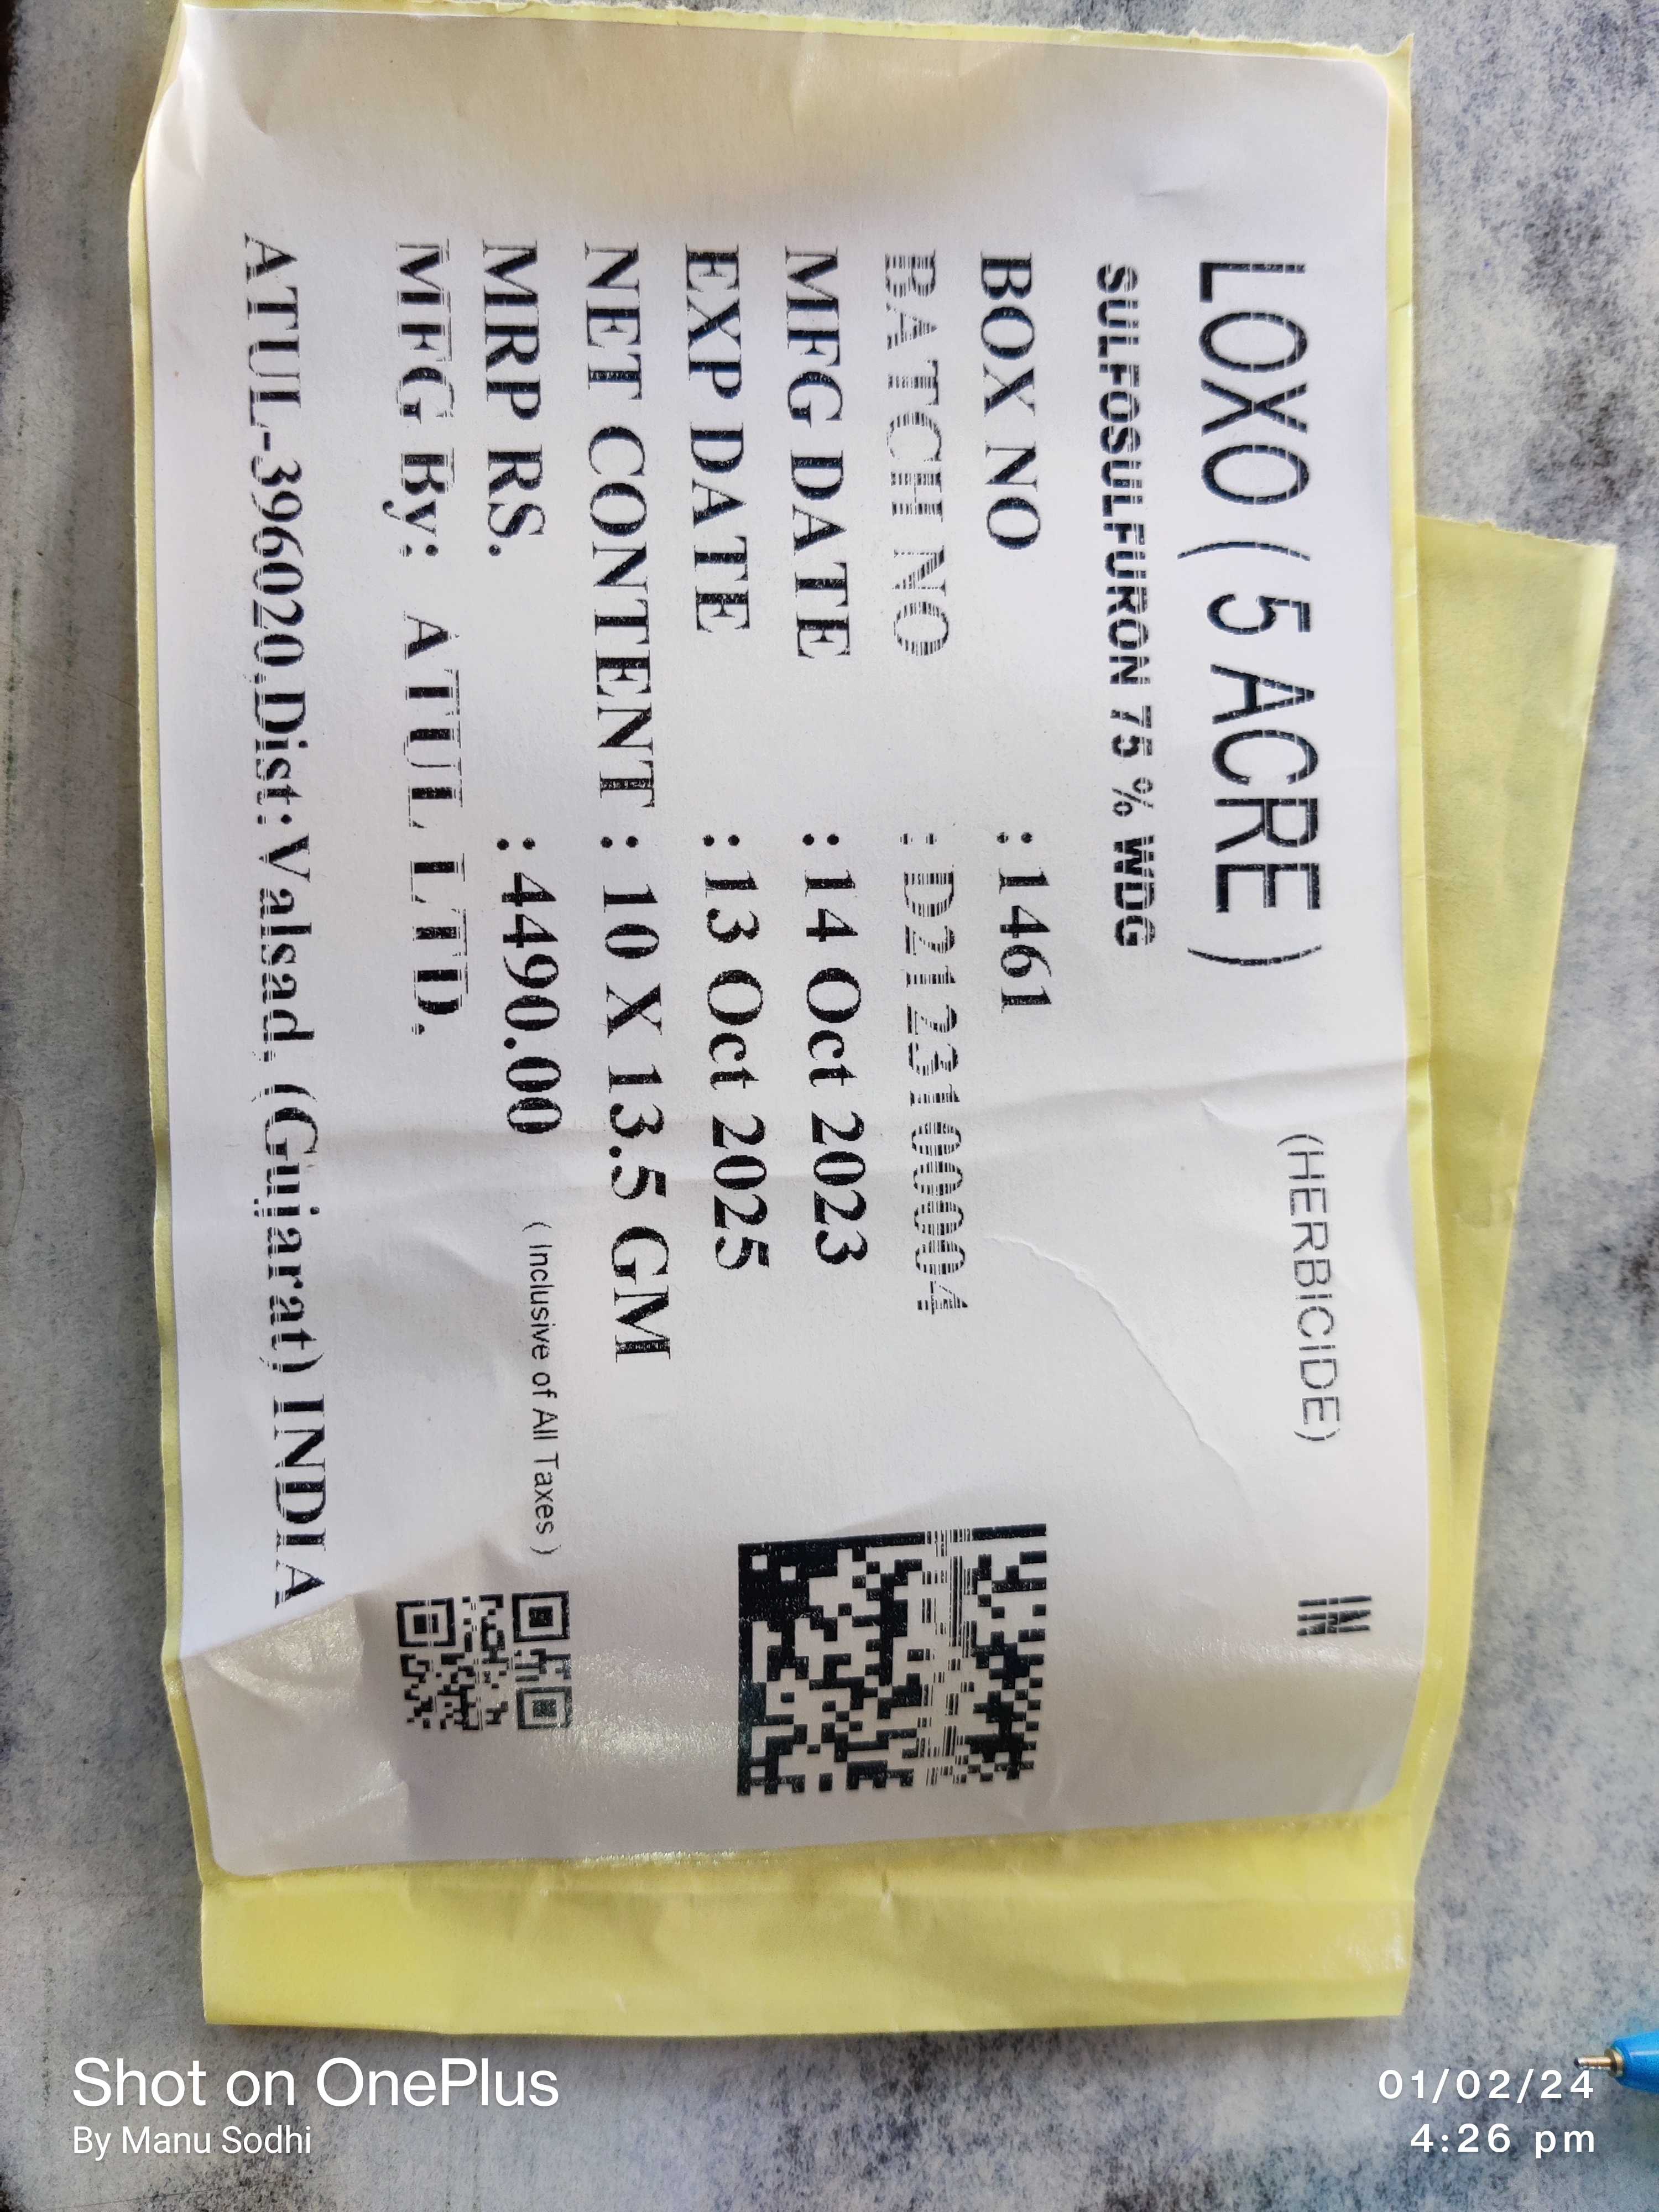 LOXO ( 5 ACRE ) (HERBICIDE) IN
SULFOSULFURON 75 % WDG
BOX NO : 1461
BATCH NO : D2123100004
MFG DATE : 14 Oct 2023
EXP DATE : 13 Oct 2025
NET CONTENT : 10 X 13.5 GM
MRP RS. : 4490.00 ( Inclusive of All Taxes )
MFG By: ATUL LTD.
ATUL-396020,Dist:Valsad, (Gujarat) INDIA
Shot on OnePlus
By Manu Sodhi
01/02/24
4:26 pm